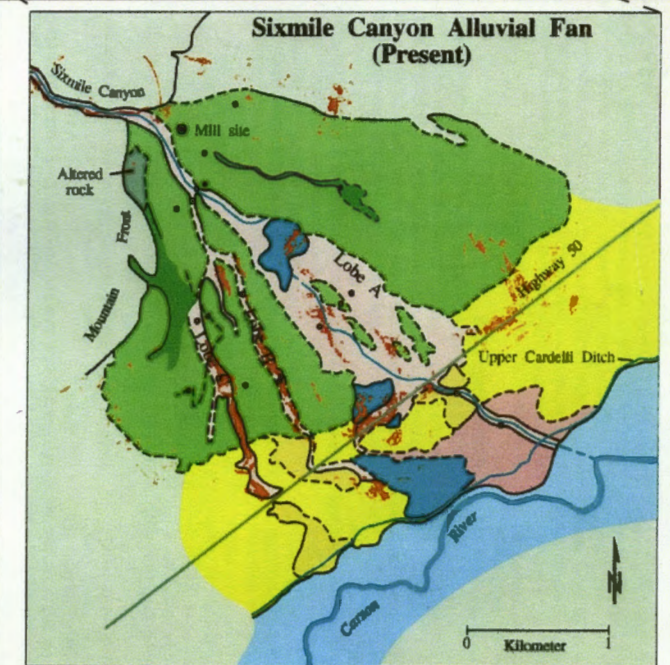 Sixmile Canyon Alluvial Fan
(Present)
Sixmile Canyon
Mill site
Altered
rock
Mountain Front
Lobe A
Highway 50
Upper Cardelli Ditch
Carson River
N
0 1
Kilometer